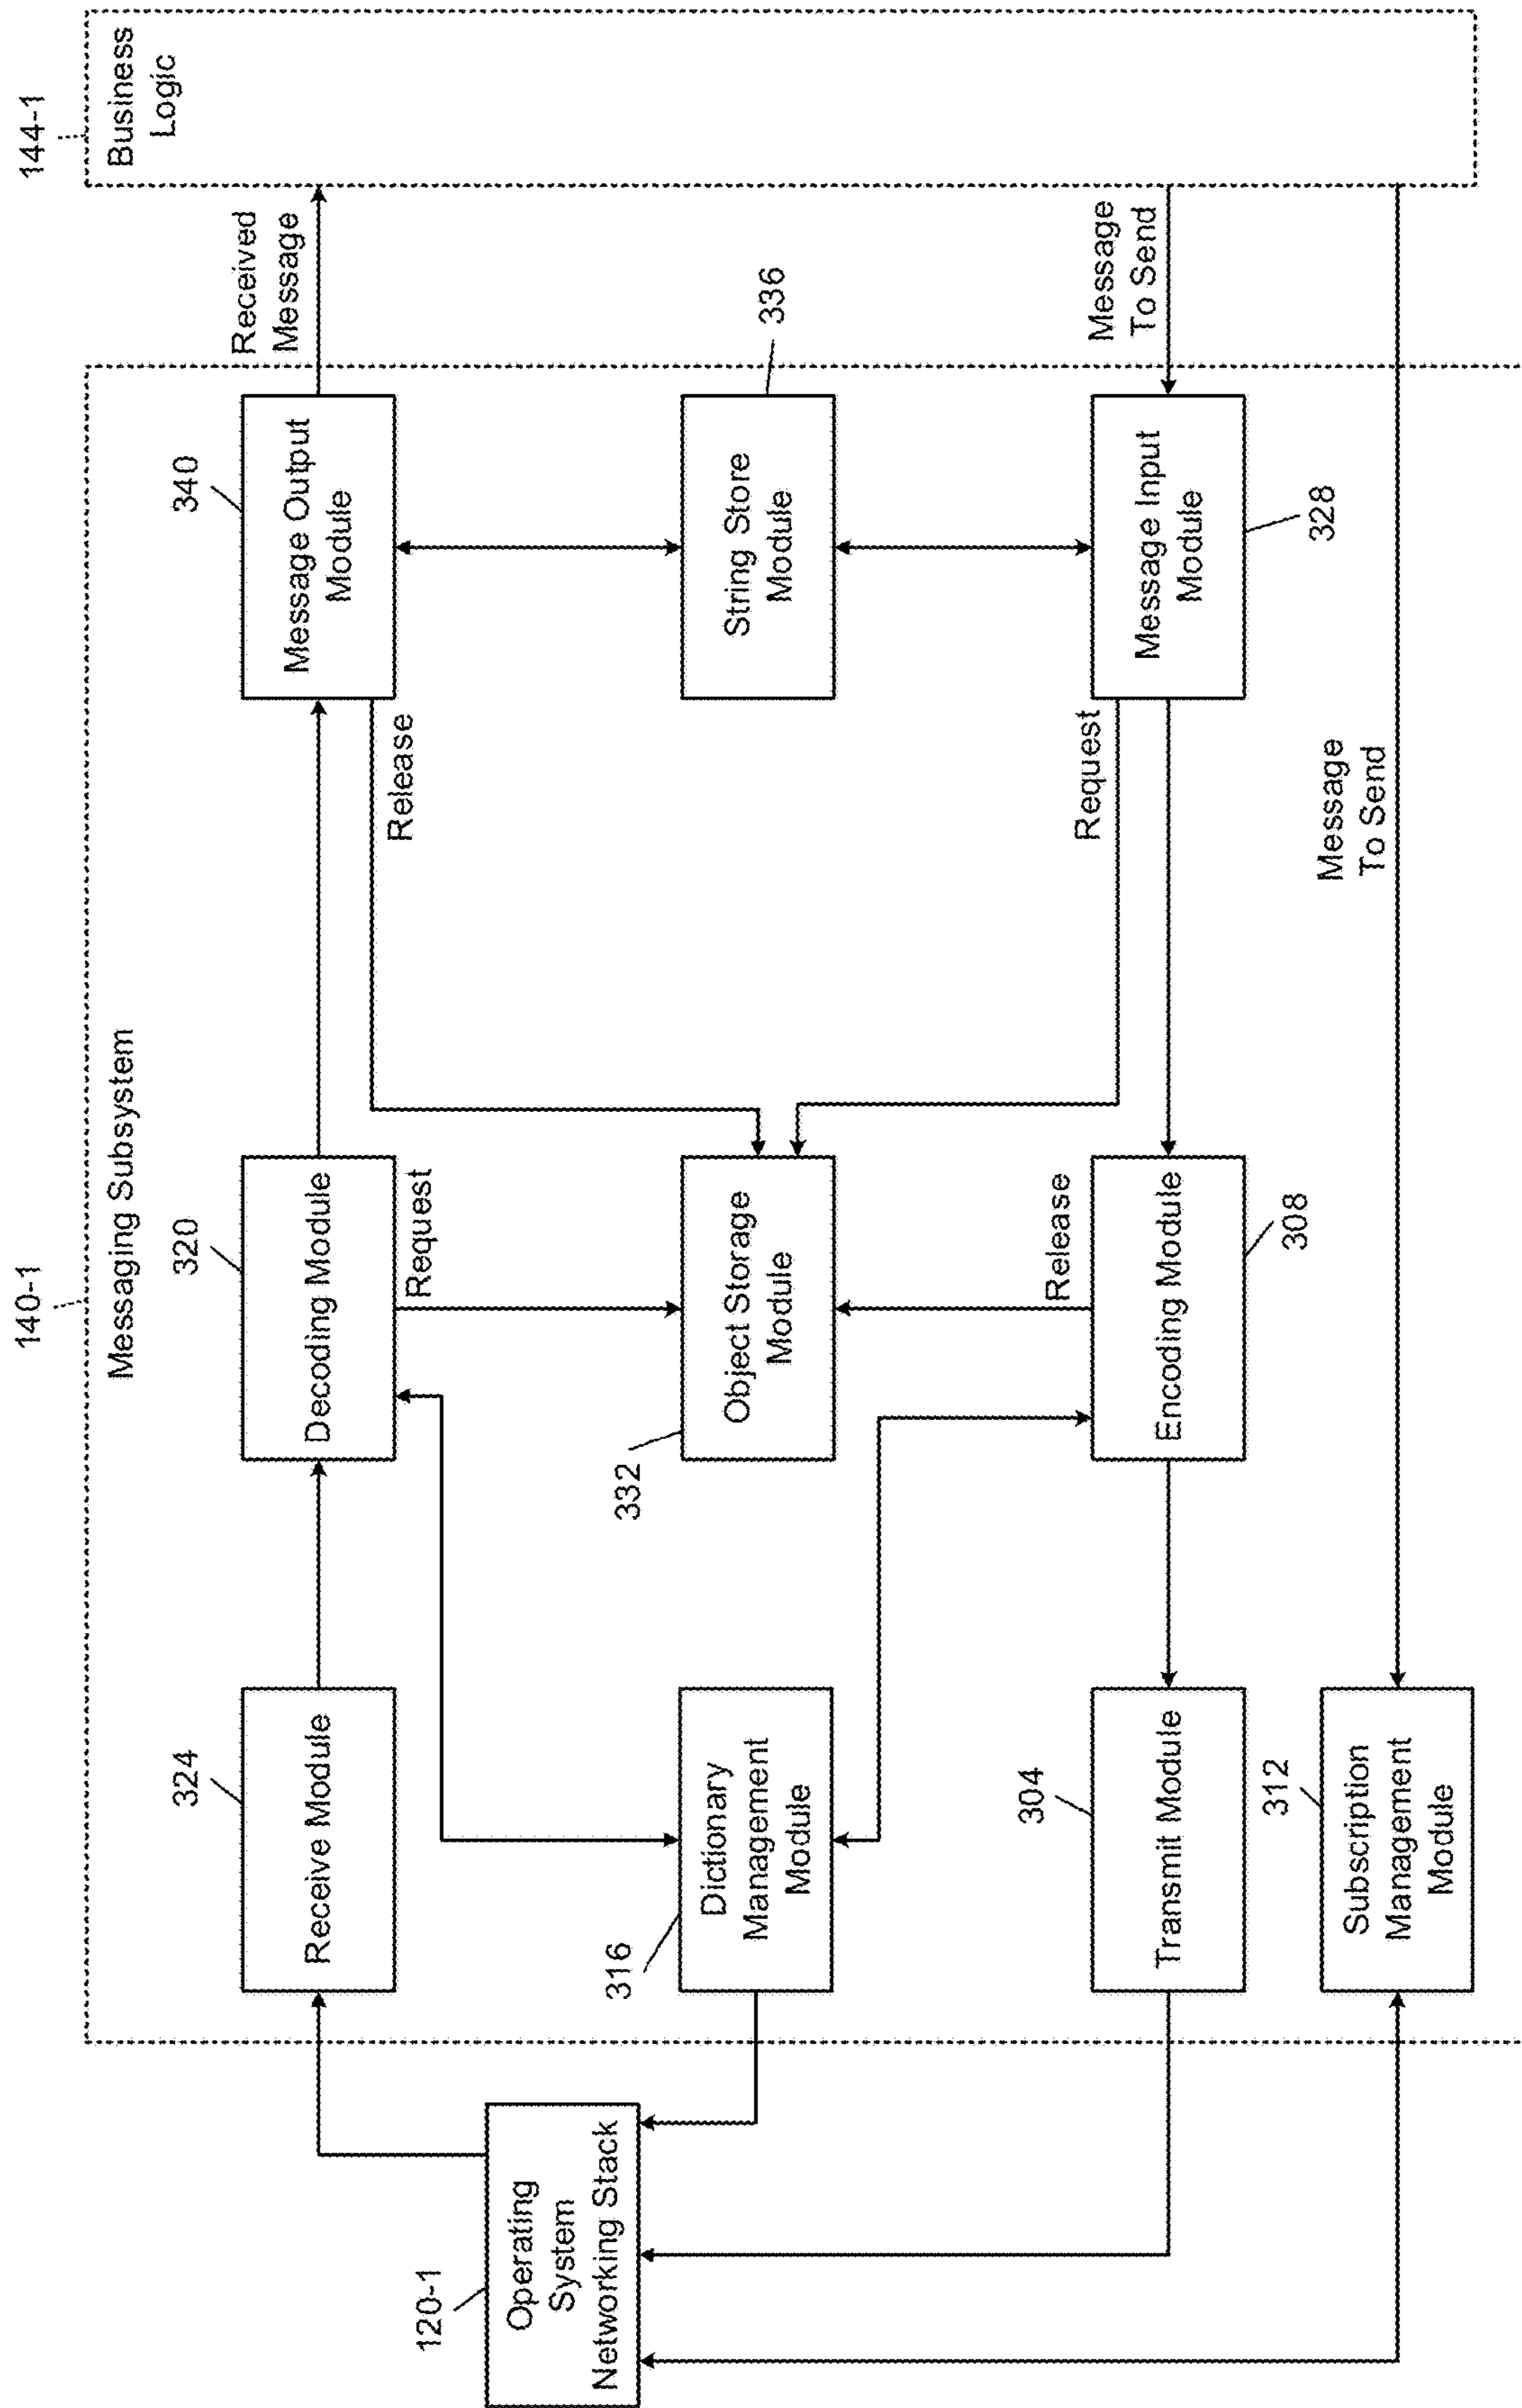 140-1
144-1
Messaging Subsystem
Business
Logic
324
Receive Module
320
Decoding Module
340
Message Output
Module
Received
Message
Request
Release
120-1
Operating
System
Networking Stack
316
Dictionary
Management
Module
332
Object Storage
Module
336
String Store
Module
Release
Request
304
Transmit Module
Encoding Module
308
Message Input
Module
328
Message
To Send
312
Subscription
Management
Module
Message
To Send